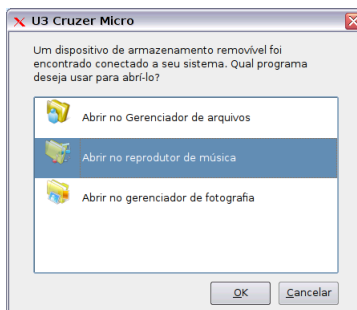 U3 Cruzer Micro
Um dispositivo de armazenamento removível foi
encontrado conectado a seu sistema. Qual programa
deseja usar para abrí-lo?
Abrir no Gerenciador de arquivos
Abrir no reprodutor de música
Abrir no gerenciador de fotografia
OK
Cancelar